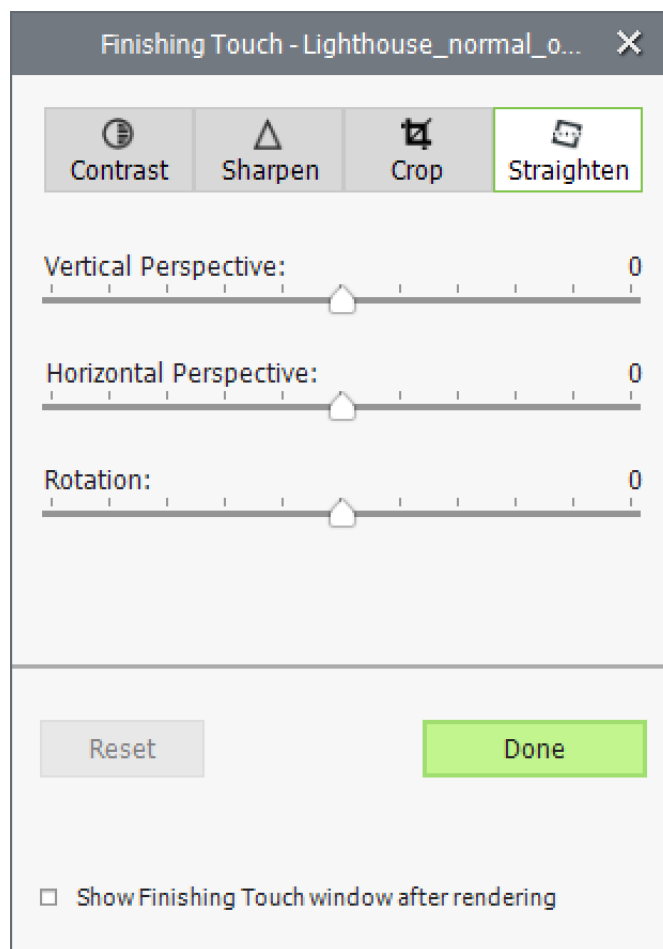 Finishing Touch - Lighthouse_normal_o...
Contrast Sharpen Crop Straighten
Vertical Perspective: 0
Horizontal Perspective: 0
Rotation: 0
Reset Done
Show Finishing Touch window after rendering